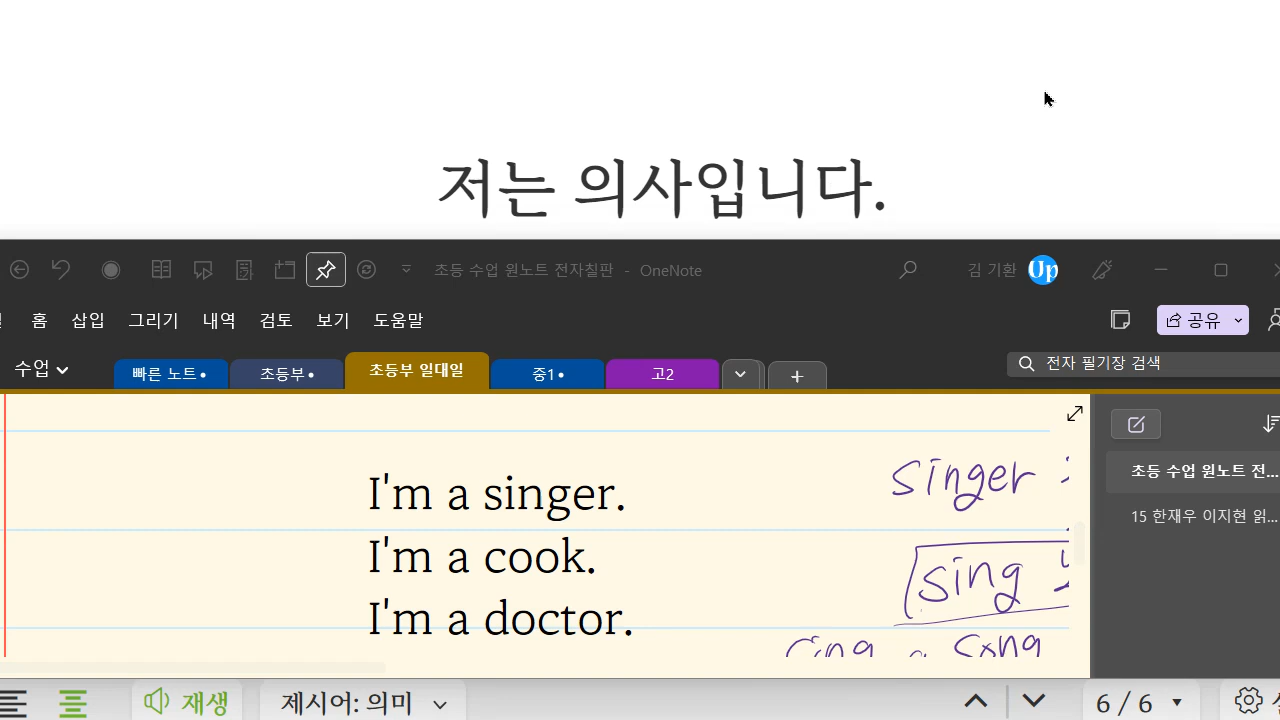 저는 의사입니다.
초등 수업 원노트 전자칠판 - OneNote
김 기환
Up
홈 삽입 그리기 내역 검토 보기 도움말
공유
수업
빠른 노트• 초등부• 초등부 일대일 중1• 고2
+
전자 필기장 검색
I'm a singer.
I'm a cook.
I'm a doctor.
singer
sing
sing a song
초등 수업 원노트 전...
15 한재우 이지현 읽...
재생
제시어: 의미
6 / 6